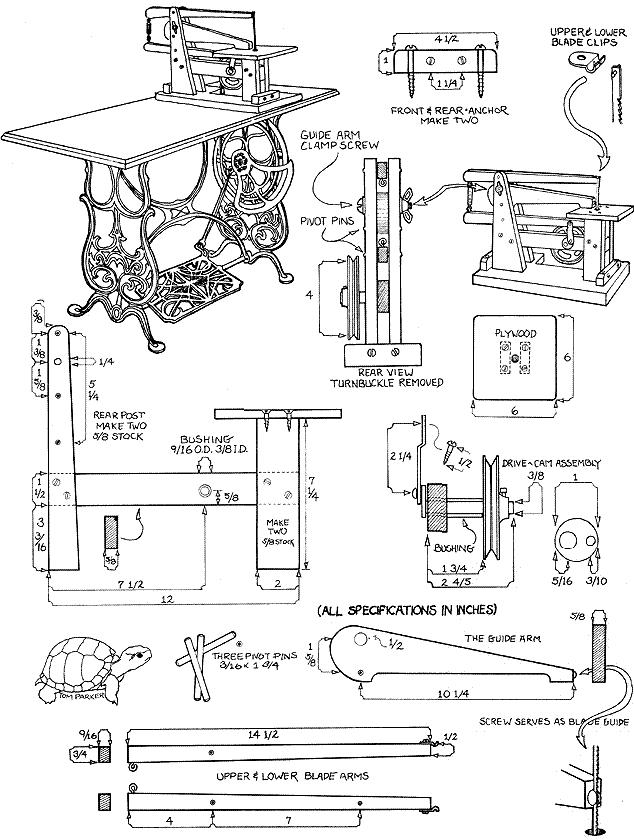 4 1/2
1
1 1/4
FRONT & REAR-ANCHOR
MAKE TWO
UPPER & LOWER
BLADE CLIPS
GUIDE ARM
CLAMP SCREW
PIVOT PINS
4
REAR VIEW
TURNBUCKLE REMOVED
PLYWOOD
6
6
3/8
1 3/8
1/4
1 5/8
5 1/4
REAR POST
MAKE TWO
5/8 STOCK
BUSHING
9/16 O.D. 3/8 I.D.
1 1/2
5/8
3 3/16
5/8
7 1/4
MAKE
TWO
5/8 STOCK
7 1/2
2
12
2 1/4
1/2
DRIVE-CAM ASSEMBLY
3/8
1
BUSHING
1 3/4
2 4/5
5/16
3/10
(ALL SPECIFICATIONS IN INCHES)
TOM PARKER
THREE PIVOT PINS
3/16 x 1 3/4
1 5/8
1/2
THE GUIDE ARM
5/8
10 1/4
SCREW SERVES AS BLADE GUIDE
9/16
3/4
14 1/2
1/2
UPPER & LOWER BLADE ARMS
4
7